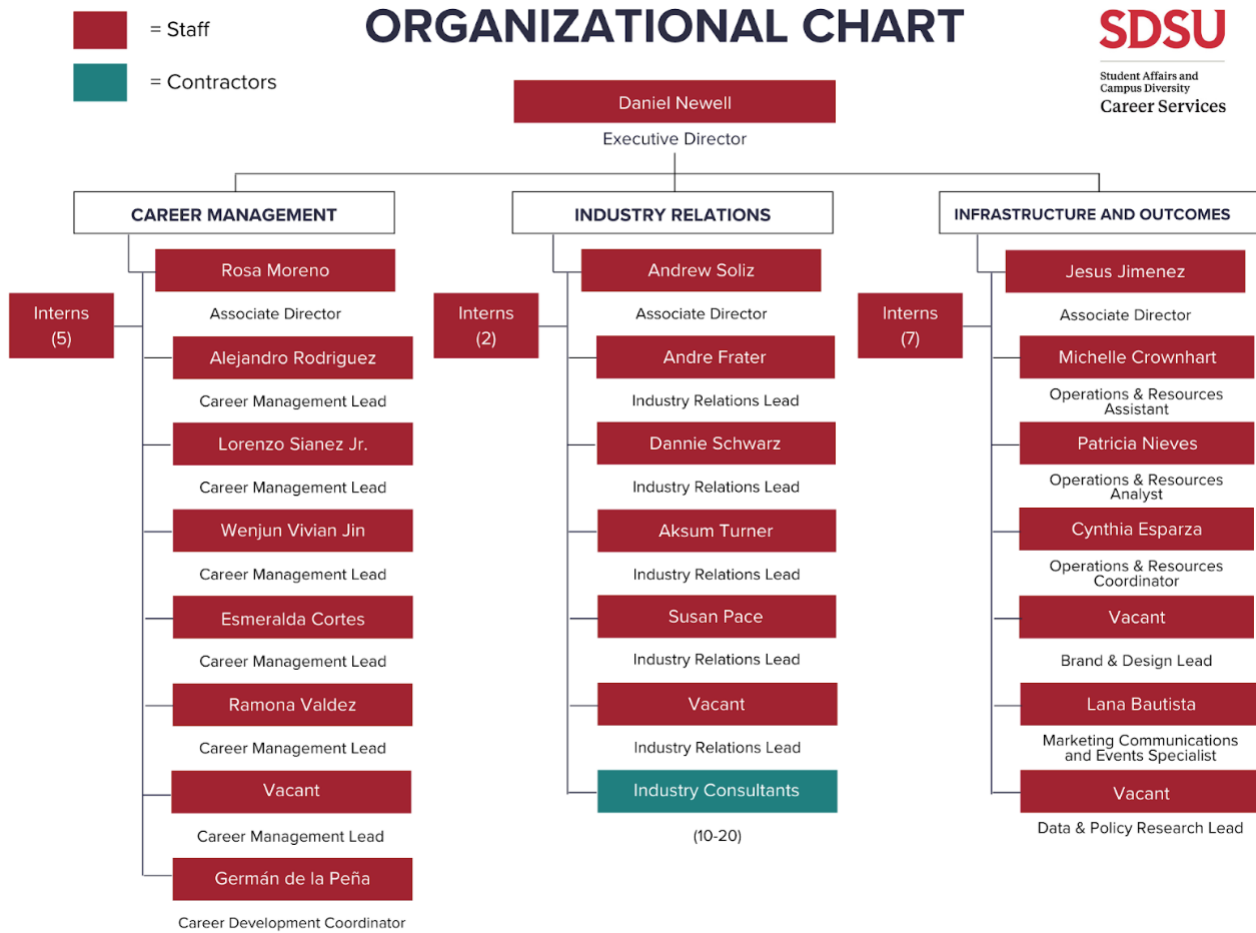 = Staff
= Contractors
ORGANIZATIONAL CHART
SDSU
Student Affairs and
Campus Diversity
Career Services
Daniel Newell
Executive Director
CAREER MANAGEMENT
Rosa Moreno
Associate Director
Interns
(5)
Alejandro Rodriguez
Career Management Lead
Lorenzo Sianez Jr.
Career Management Lead
Wenjun Vivian Jin
Career Management Lead
Esmeralda Cortes
Career Management Lead
Ramona Valdez
Career Management Lead
Vacant
Career Management Lead
Germán de la Peña
Career Development Coordinator
INDUSTRY RELATIONS
Andrew Soliz
Associate Director
Interns
(2)
Andre Frater
Industry Relations Lead
Dannie Schwarz
Industry Relations Lead
Aksum Turner
Industry Relations Lead
Susan Pace
Industry Relations Lead
Vacant
Industry Relations Lead
Industry Consultants
(10-20)
INFRASTRUCTURE AND OUTCOMES
Jesus Jimenez
Associate Director
Interns
(7)
Michelle Crownhart
Operations & Resources
Assistant
Patricia Nieves
Operations & Resources
Analyst
Cynthia Esparza
Operations & Resources
Coordinator
Vacant
Brand & Design Lead
Lana Bautista
Marketing Communications
and Events Specialist
Vacant
Data & Policy Research Lead